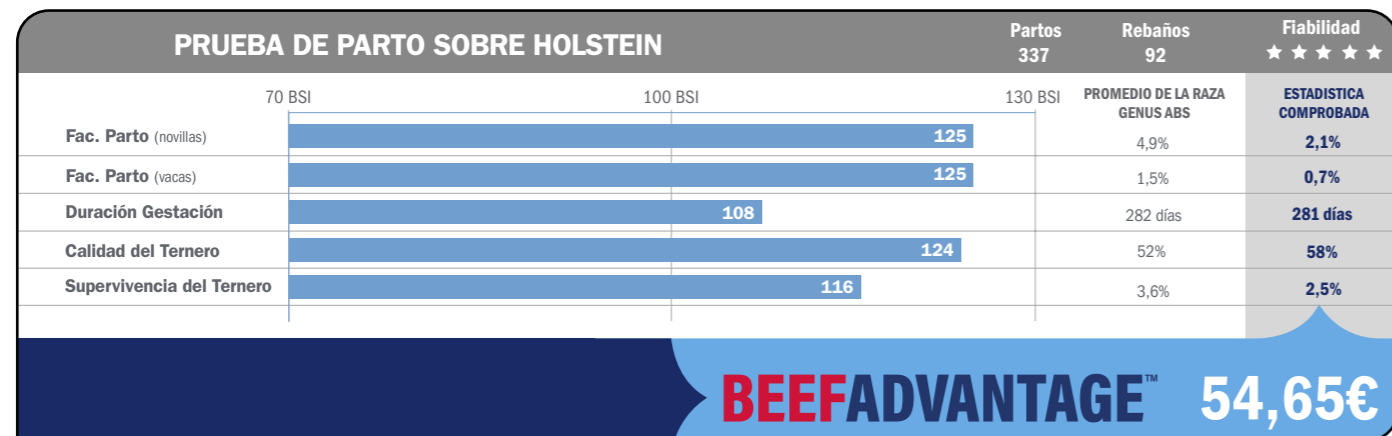 PRUEBA DE PARTO SOBRE HOLSTEIN
Partos
337
Rebaños
92
Fiabilidad
★ ★ ★ ★ ★
70 BSI 100 BSI 130 BSI
PROMEDIO DE LA RAZA
GENUS ABS
ESTADISTICA
COMPROBADA
Fac. Parto (novillas) 125 4,9% 2,1%
Fac. Parto (vacas) 125 1,5% 0,7%
Duración Gestación 108 282 días 281 días
Calidad del Ternero 124 52% 58%
Supervivencia del Ternero 116 3,6% 2,5%
BEEFADVANTAGE™ 54,65€